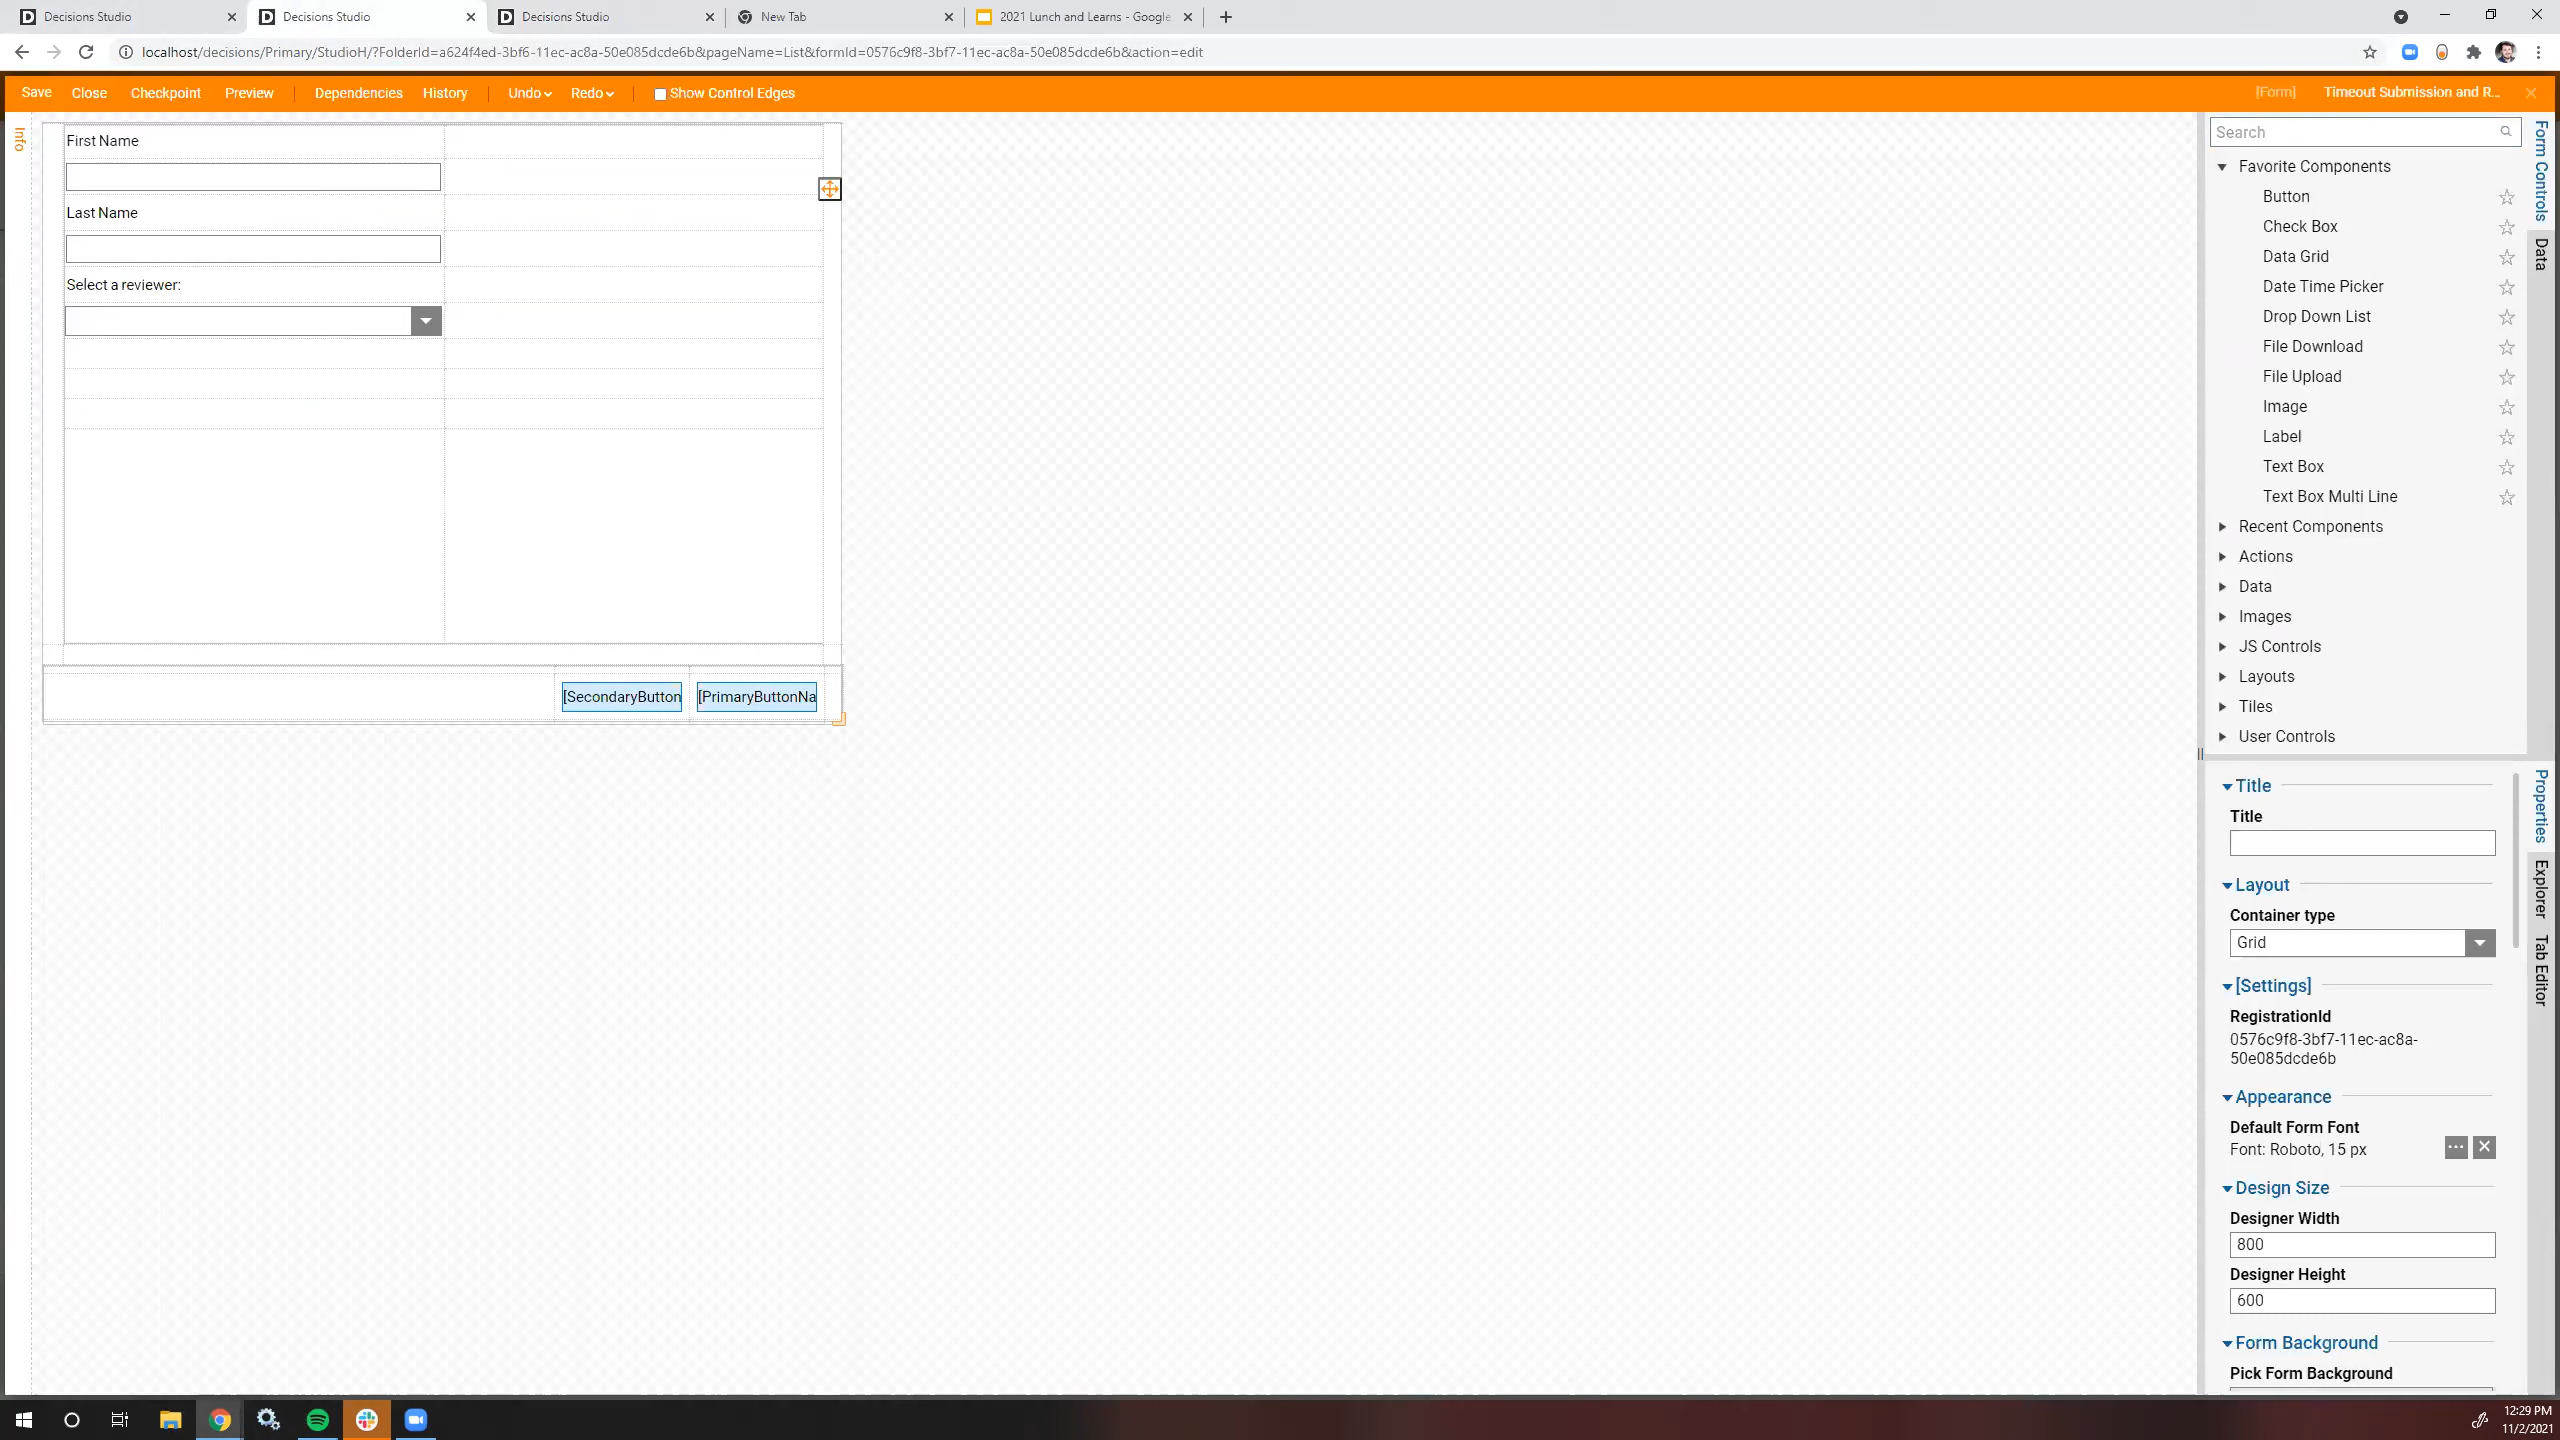 Decisions Studio
Decisions Studio
Decisions Studio
New Tab
2021 Lunch and Learns - Google
localhost/decisions/Primary/StudioH/?FolderId=a624f4ed-3bf6-11ec-ac8a-50e085dcde6b&pageName=List&formId=0576c9f8-3bf7-11ec-ac8a-50e085dcde6b&action=edit
Save Close Checkpoint Preview Dependencies History Undo Redo Show Control Edges [Form] Timeout Submission and R...
Info
First Name
Last Name
Select a reviewer:
[SecondaryButton
[PrimaryButtonNa
Search
Favorite Components
Button
Check Box
Data Grid
Date Time Picker
Drop Down List
File Download
File Upload
Image
Label
Text Box
Text Box Multi Line
Recent Components
Actions
Data
Images
JS Controls
Layouts
Tiles
User Controls
Form Controls
Data
Title
Title
Layout
Container type
Grid
[Settings]
RegistrationId
0576c9f8-3bf7-11ec-ac8a-
50e085dcde6b
Appearance
Default Form Font
Font: Roboto, 15 px
Design Size
Designer Width
800
Designer Height
600
Form Background
Pick Form Background
Properties
Explorer
Tab Editor
12:29 PM
11/2/2021